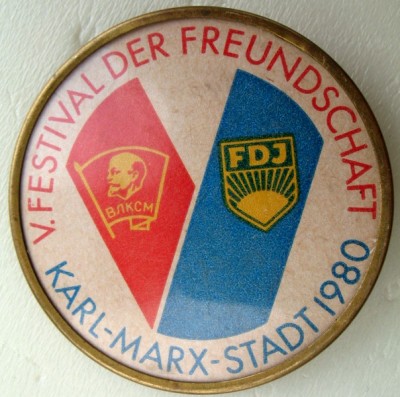 V. FESTIVAL DER FREUNDSCHAFT
ВЛКСМ
FDJ
KARL-MARX-STADT 1980